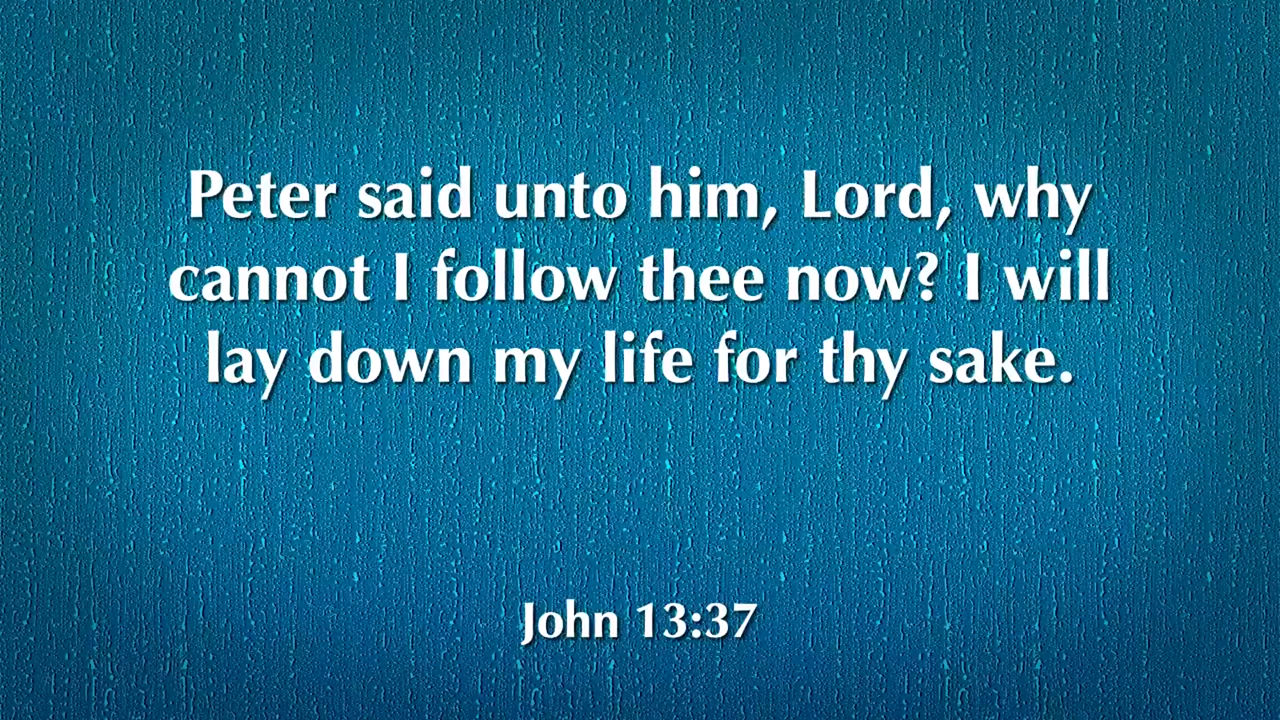 Peter said unto him, Lord, why
cannot I follow thee now? I will
lay down my life for thy sake.
John 13:37